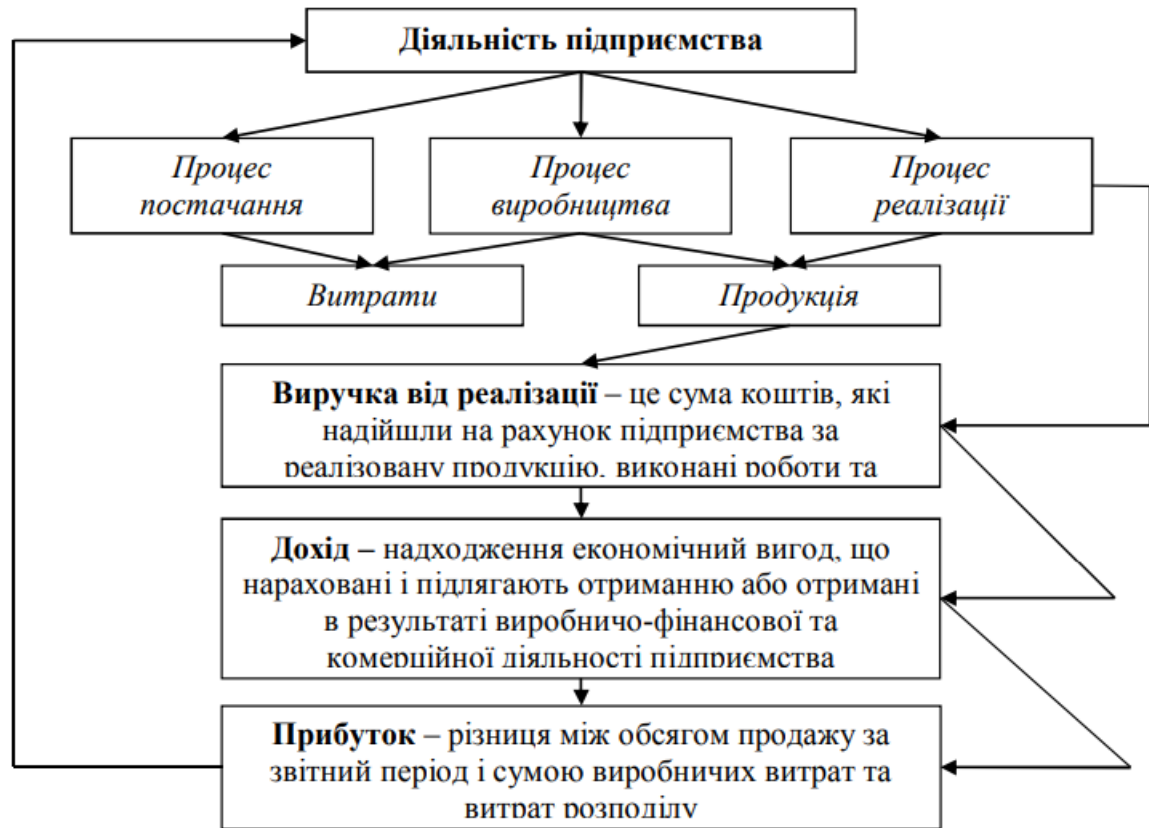 Діяльність підприємства
Процес
постачання
Процес
виробництва
Процес
реалізації
Витрати
Продукція
Виручка від реалізації – це сума коштів, які
надійшли на рахунок підприємства за
реалізовану продукцію, виконані роботи та
Дохід – надходження економічний вигод, що
нараховані і підлягають отриманню або отримані
в результаті виробничо-фінансової та
комерційної діяльності підприємства
Прибуток – різниця між обсягом продажу за
звітний період і сумою виробничих витрат та
витрат розподілу